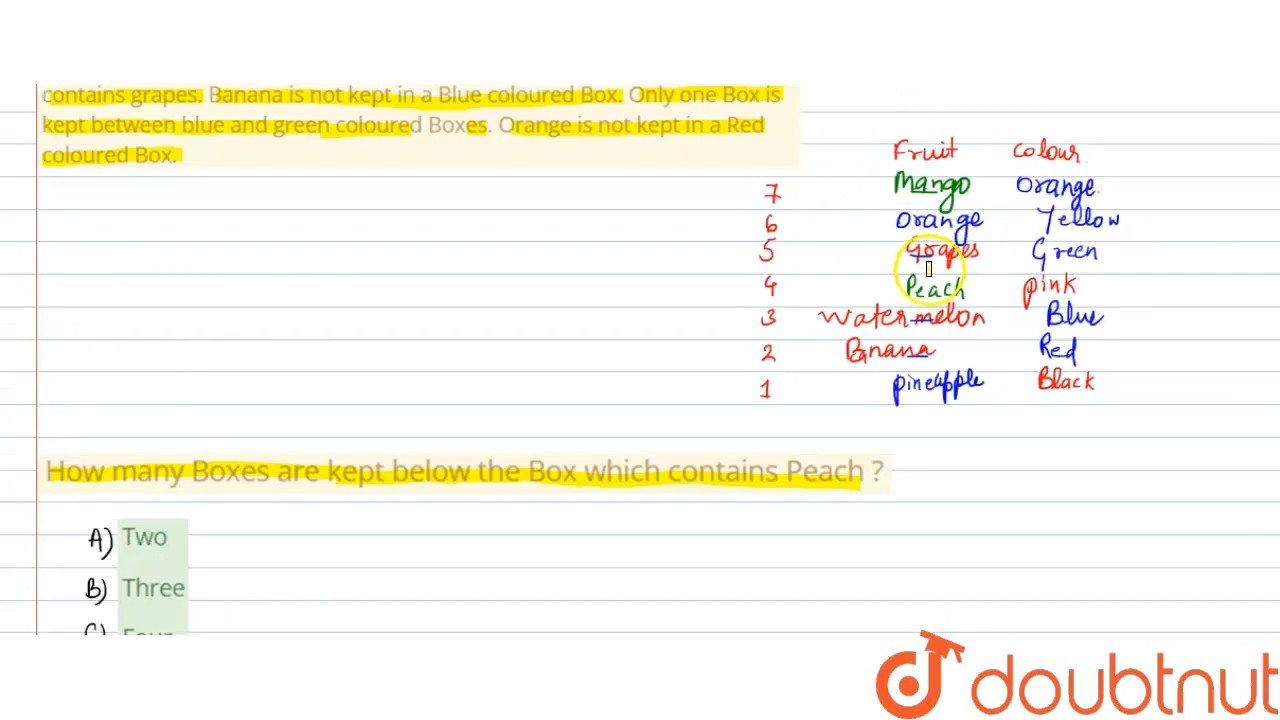 contains grapes. Banana is not kept in a Blue coloured Box. Only one Box is
kept between blue and green coloured Boxes. Orange is not kept in a Red
coloured Box.
Fruit colour
7 Mango Orange
6 Orange Yellow
5 Grapes Green
4 Peach pink
3 Watermelon Blue
2 Banana Red
1 pineapple Black
How many Boxes are kept below the Box which contains Peach ?
A) Two
B) Three
C) Four
doubtnut